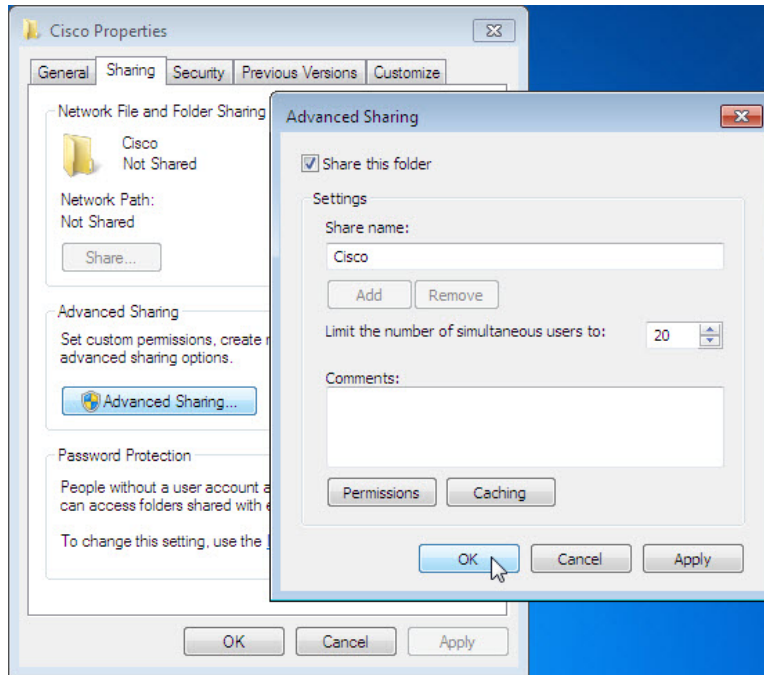 Cisco Properties
General Sharing Security Previous Versions Customize
Network File and Folder Sharing
Cisco
Not Shared
Network Path:
Not Shared
Share...
Advanced Sharing
Set custom permissions, create
advanced sharing options.
Advanced Sharing...
Password Protection
People without a user account
can access folders shared with
To change this setting, use the
OK Cancel Apply
Advanced Sharing
Share this folder
Settings
Share name:
Cisco
Add Remove
Limit the number of simultaneous users to: 20
Comments:
Permissions Caching
OK Cancel Apply